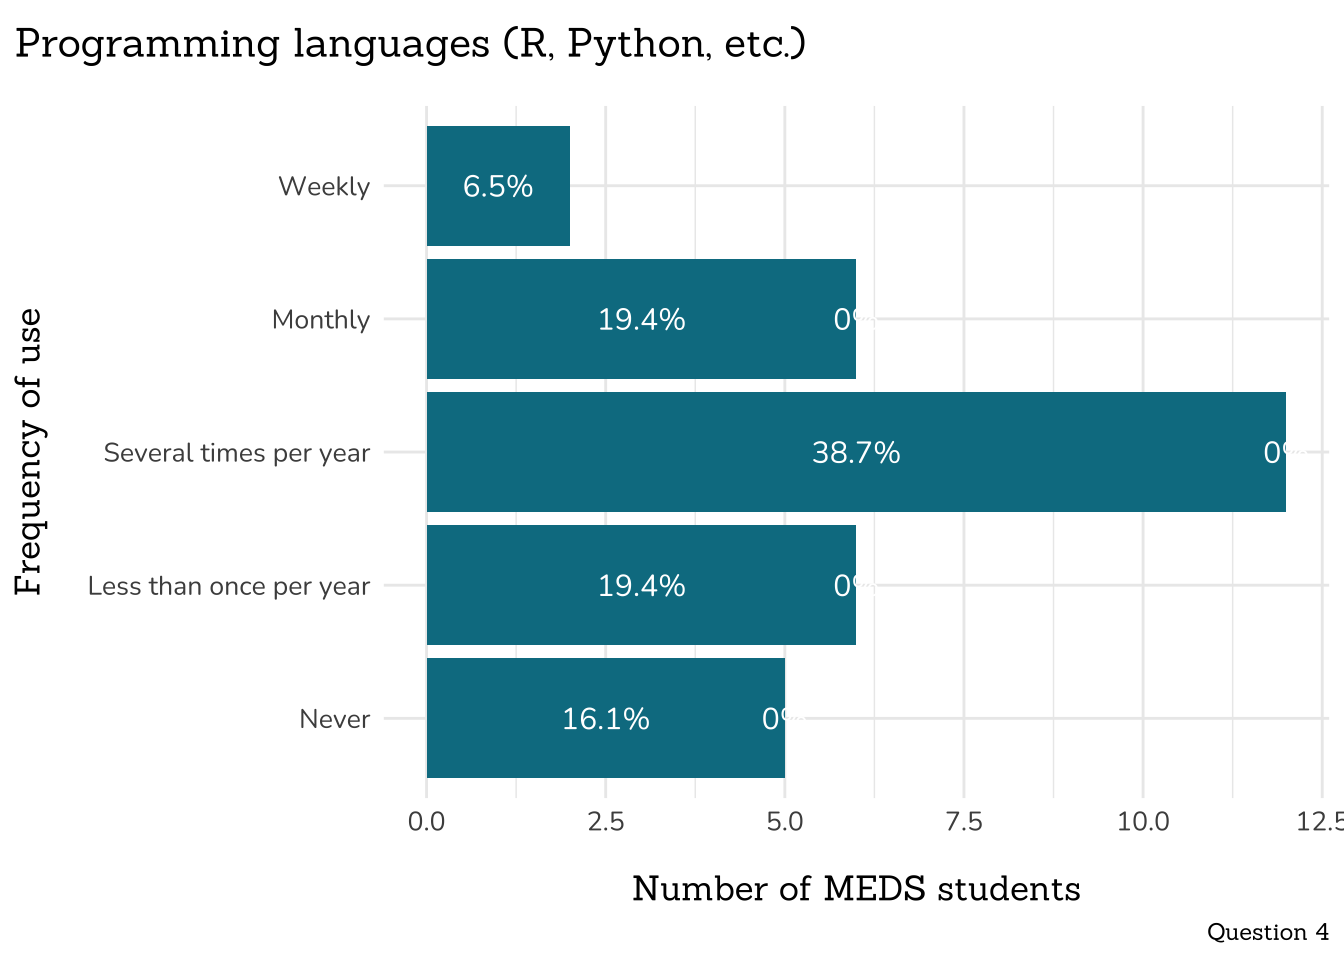 Programming languages (R, Python, etc.)
Frequency of use
Weekly
6.5%
Monthly
19.4%
0%
Several times per year
38.7%
0%
Less than once per year
19.4%
0%
Never
16.1%
0%
0.0 2.5 5.0 7.5 10.0 12.5
Number of MEDS students
Question 4